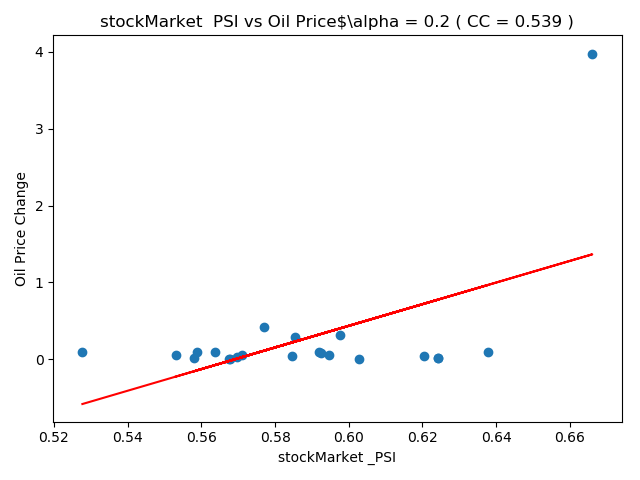 stockMarket  PSI vs Oil Price$\alpha = 0.2 ( CC = 0.539 )
4
3
2
1
0
Oil Price Change
0.52 0.54 0.56 0.58 0.60 0.62 0.64 0.66
stockMarket _PSI